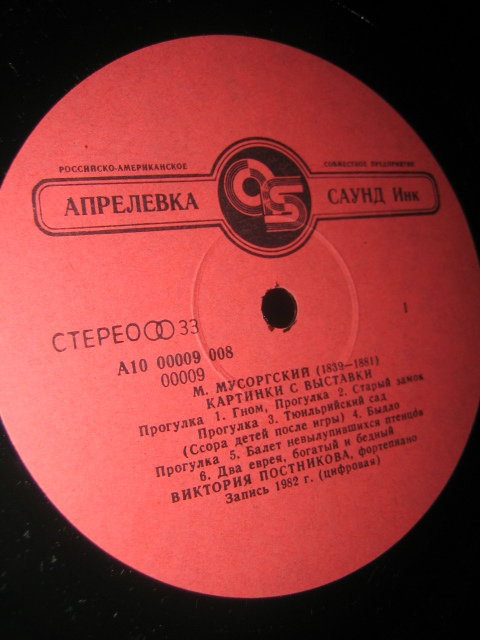 РОССИЙСКО-АМЕРИКАНСКОЕ СОВМЕСТНОЕ ПРЕДПРИЯТИЕ
АПРЕЛЕВКА САУНД Инк
СТЕРЕО 33
1
А10 00009 008
00009
М. МУСОРГСКИЙ (1839—1881)
КАРТИНКИ С ВЫСТАВКИ
Прогулка 1. Гном, Прогулка 2. Старый замок
Прогулка 3. Тюильрийский сад
(Ссора детей после игры) 4. Быдло
Прогулка 5. Балет невылупившихся птенцов
6. Два еврея, богатый и бедный
ВИКТОРИЯ ПОСТНИКОВА, фортепиано
Запись 1982 г. (цифровая)